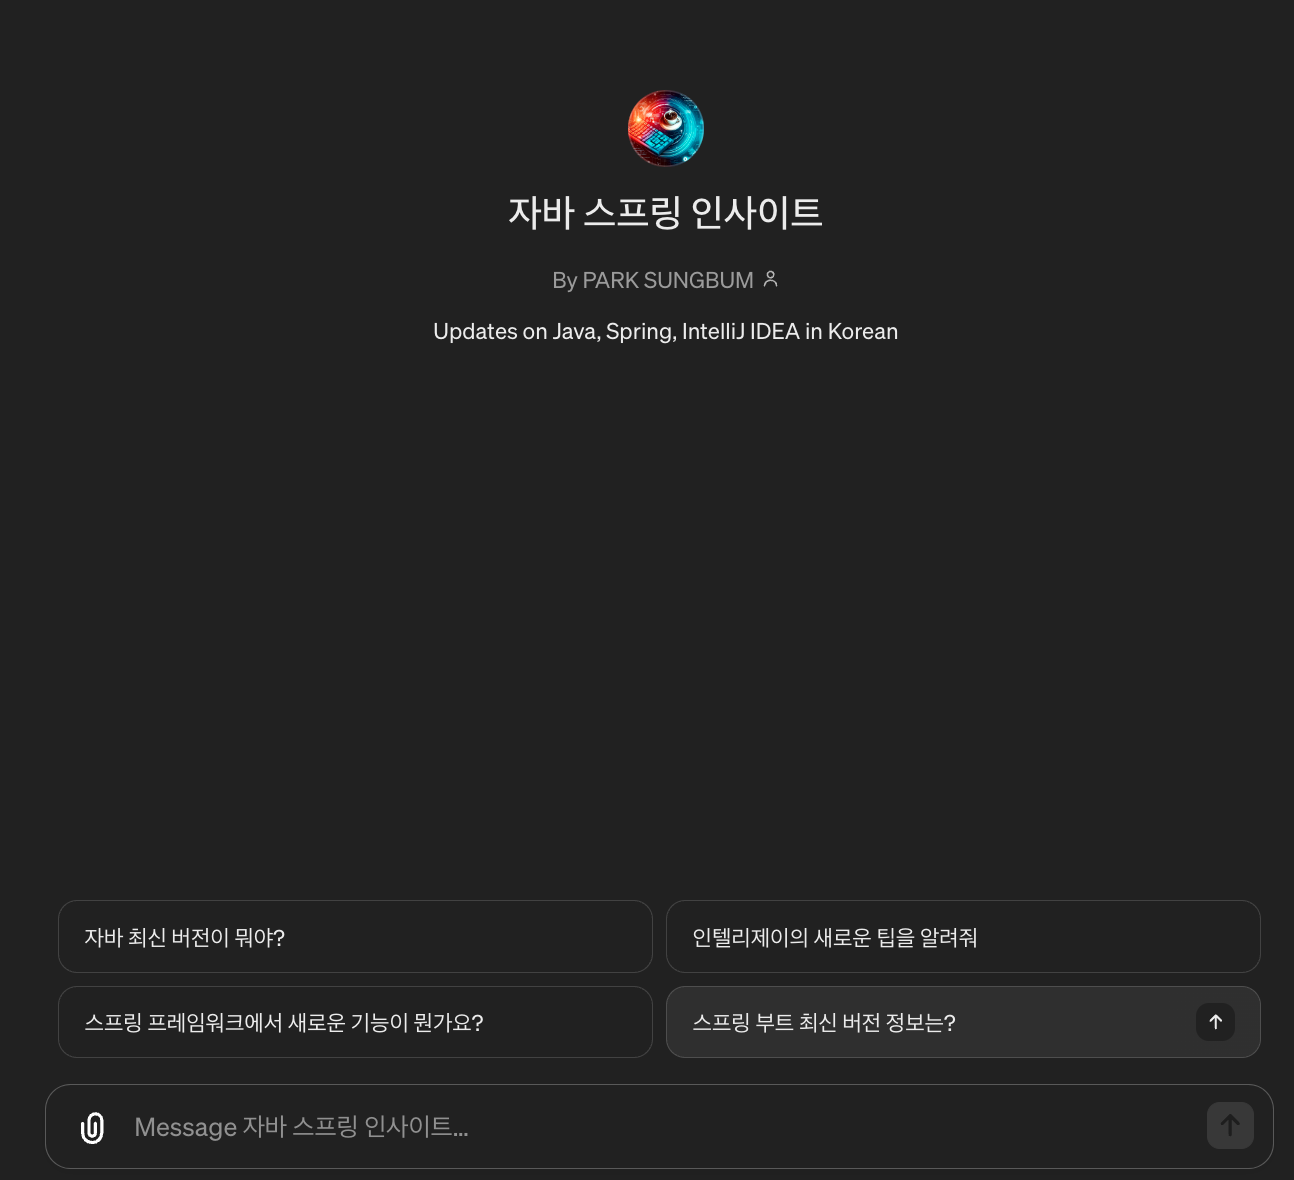 자바 스프링 인사이트
By PARK SUNGBUM
Updates on Java, Spring, IntelliJ IDEA in Korean
자바 최신 버전이 뭐야?
인텔리제이의 새로운 팁을 알려줘
스프링 프레임워크에서 새로운 기능이 뭔가요?
스프링 부트 최신 버전 정보는?
Message 자바 스프링 인사이트...